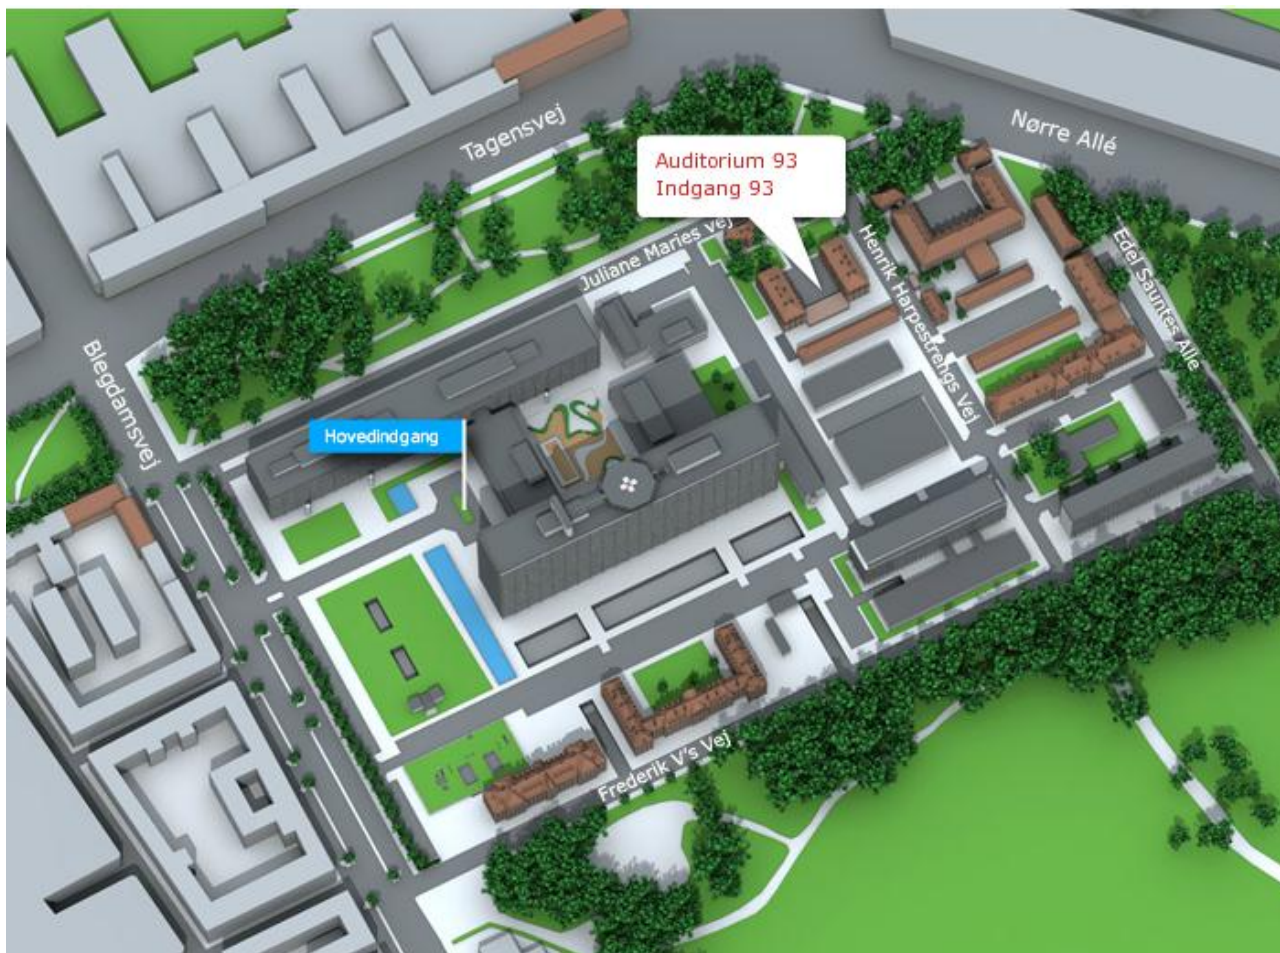 Tagensvej
Nørre Allé
Auditorium 93
Indgang 93
Juliane Maries vej
Henrik Harpestrengs Vej
Edel Sauntes Alle
Blegdamsvej
Hovedindgang
Frederik V's Vej